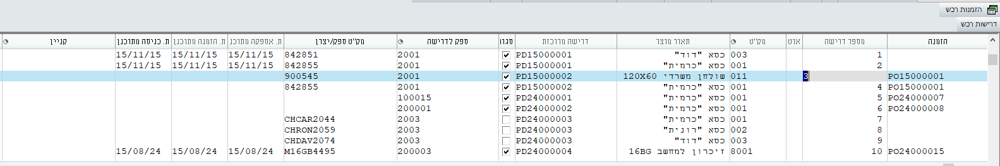 הזמנות רכש
דרישות רכש
הזמנה מספר דרישה אוט מק"ט תאור מוצר דרישה מרוכזת סגרו ספק לדרישה מק"ט ספק/יצרן ת. אספקה מתוכנן ת. הזמנה מתוכנן ת. כניסה מתוכנן קניין
1 003 כסא "דוד" PD15000001 2001 842851 15/11/15 15/11/15 15/11/15
2 001 כסא "כרמית" PD15000001 2001 842855 15/11/15 15/11/15 15/11/15
PO15000001 3 011 שולחן משרדי 120X60 PD15000002 2001 900545
PO15000001 4 001 כסא "כרמית" PD15000002 2001 842855
PO24000007 5 001 כסא "כרמית" PD24000001 100015
PO24000008 6 001 כסא "כרמית" PD24000002 200001
7 001 כסא "כרמית" PD24000003 2003 CHCAR2044
8 002 כסא "רונית" PD24000003 2003 CHRON2059
9 003 כסא "דוד" PD24000003 2003 CHDAV2074
PO24000015 10 8001 זיכרון למחשב 16BG PD24000004 200003 M16GB4495 15/08/24 15/08/24 15/08/24